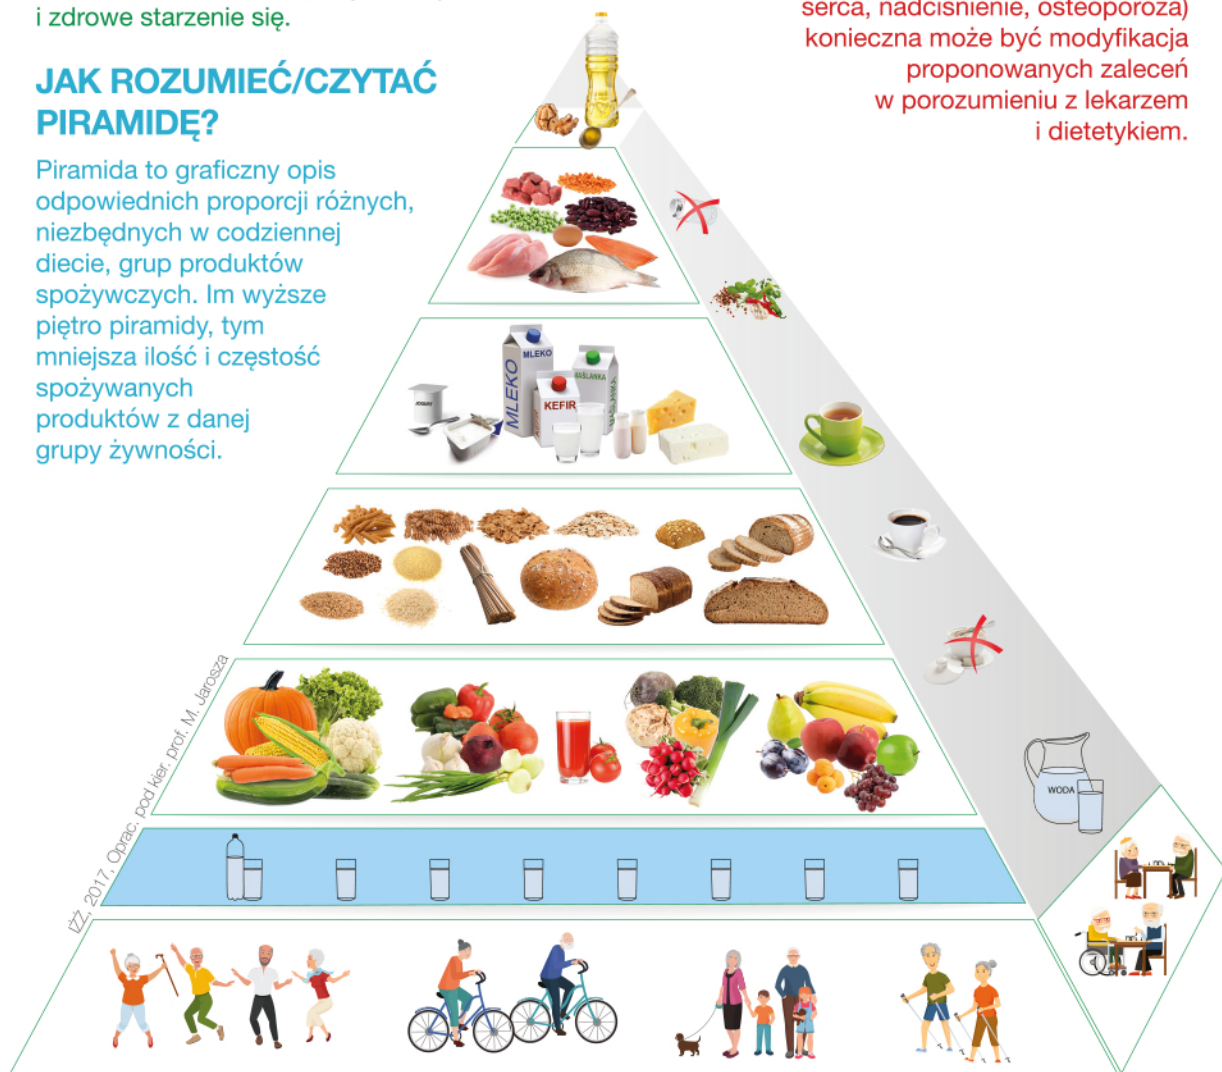 i zdrowe starzenie się.
JAK ROZUMIEĆ/CZYTAĆ
PIRAMIDĘ?
Piramida to graficzny opis
odpowiednich proporcji różnych,
niezbędnych w codziennej
diecie, grup produktów
spożywczych. Im wyższe
piętro piramidy, tym
mniejsza ilość i częstość
spożywanych
produktów z danej
grupy żywności.
serca, nadciśnienie, osteoporoza)
konieczna może być modyfikacja
proponowanych zaleceń
w porozumieniu z lekarzem
i dietetykiem.
MLEKO
MLEKO
MAŚLANKA
MAŚLANKA
KEFIR
JOGURT
WODA
IŻŻ, 2017, Oprac. pod kier. prof. M. Jarosza